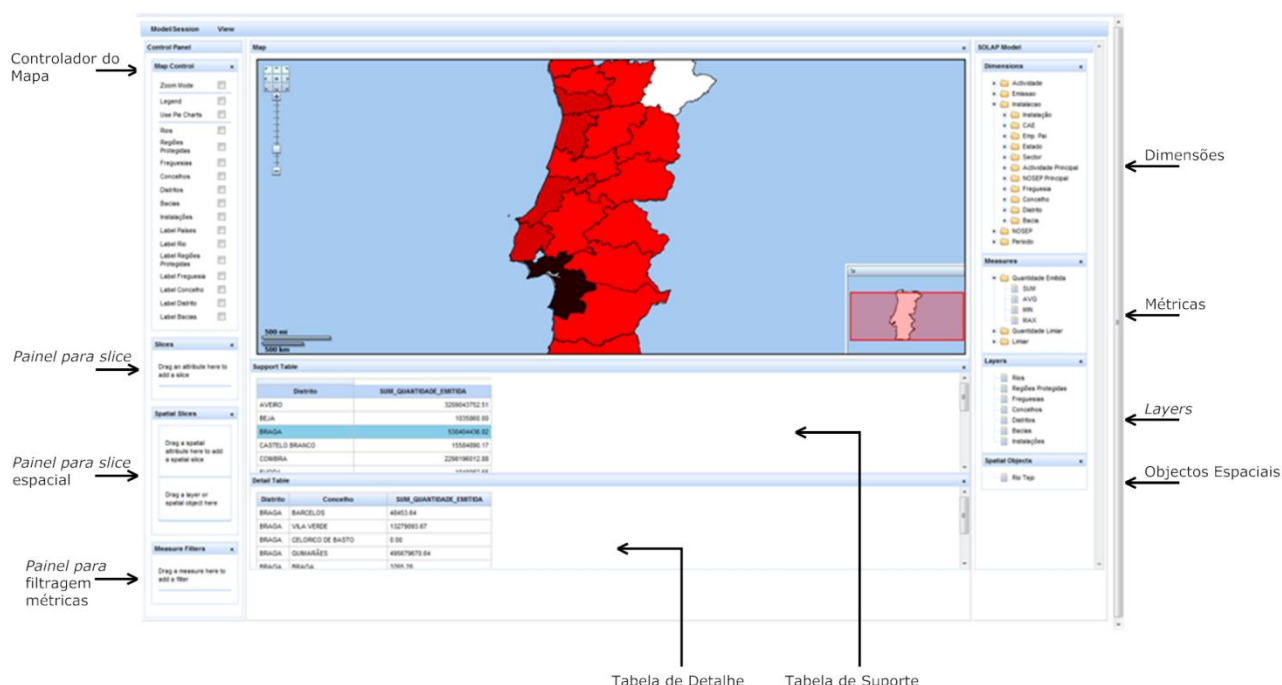 Model/Session View
Control Panel
Map Control
Zoom Mode
Legend
Use Pie Charts
Rios
Regiões
Protegidas
Freguesias
Concelhos
Distritos
Bacias
Instalações
Label Países
Label Rio
Label Regiões
Protegidas
Label Freguesia
Label Concelho
Label Distrito
Label Bacias
Slices
Drag an attribute here to
add a slice
Spatial Slices
Drag a spatial
attribute here to add
a spatial slice
Drag a layer or
spatial object here
Measure Filters
Drag a measure here to
add a filter
Controlador do
Mapa
Painel para slice
Painel para slice
espacial
Painel para
filtragem
métricas
Map
500 mi
500 km
Support Table
Distrito SUM_QUANTIDADE_EMITIDA
AVEIRO 3289043752.51
BEJA 1035860.00
BRAGA 530404436.02
CASTELO BRANCO 15504890.17
COIMBRA 2298196012.88
Detail Table
Distrito Concelho SUM_QUANTIDADE_EMITIDA
BRAGA BARCELOS 48453.64
BRAGA VILA VERDE 13279093.67
BRAGA CELORICO DE BASTO 0.00
BRAGA GUIMARÃES 495679670.64
BRAGA BRAGA 3765.26
SOLAP Model
Dimensions
Actividade
Emissao
Instalacao
Instalação
CAE
Emp. Pai
Estado
Sector
Actividade Principal
NOSEP Principal
Freguesia
Concelho
Distrito
Bacia
NOSEP
Periodo
Measures
Quantidade Emitida
SUM
AVG
MIN
MAX
Quantidade Limiar
Limiar
Layers
Rios
Regiões Protegidas
Freguesias
Concelhos
Distritos
Bacias
Instalações
Spatial Objects
Rio Tejo
Dimensões
Métricas
Layers
Objectos Espaciais
Tabela de Detalhe Tabela de Suporte